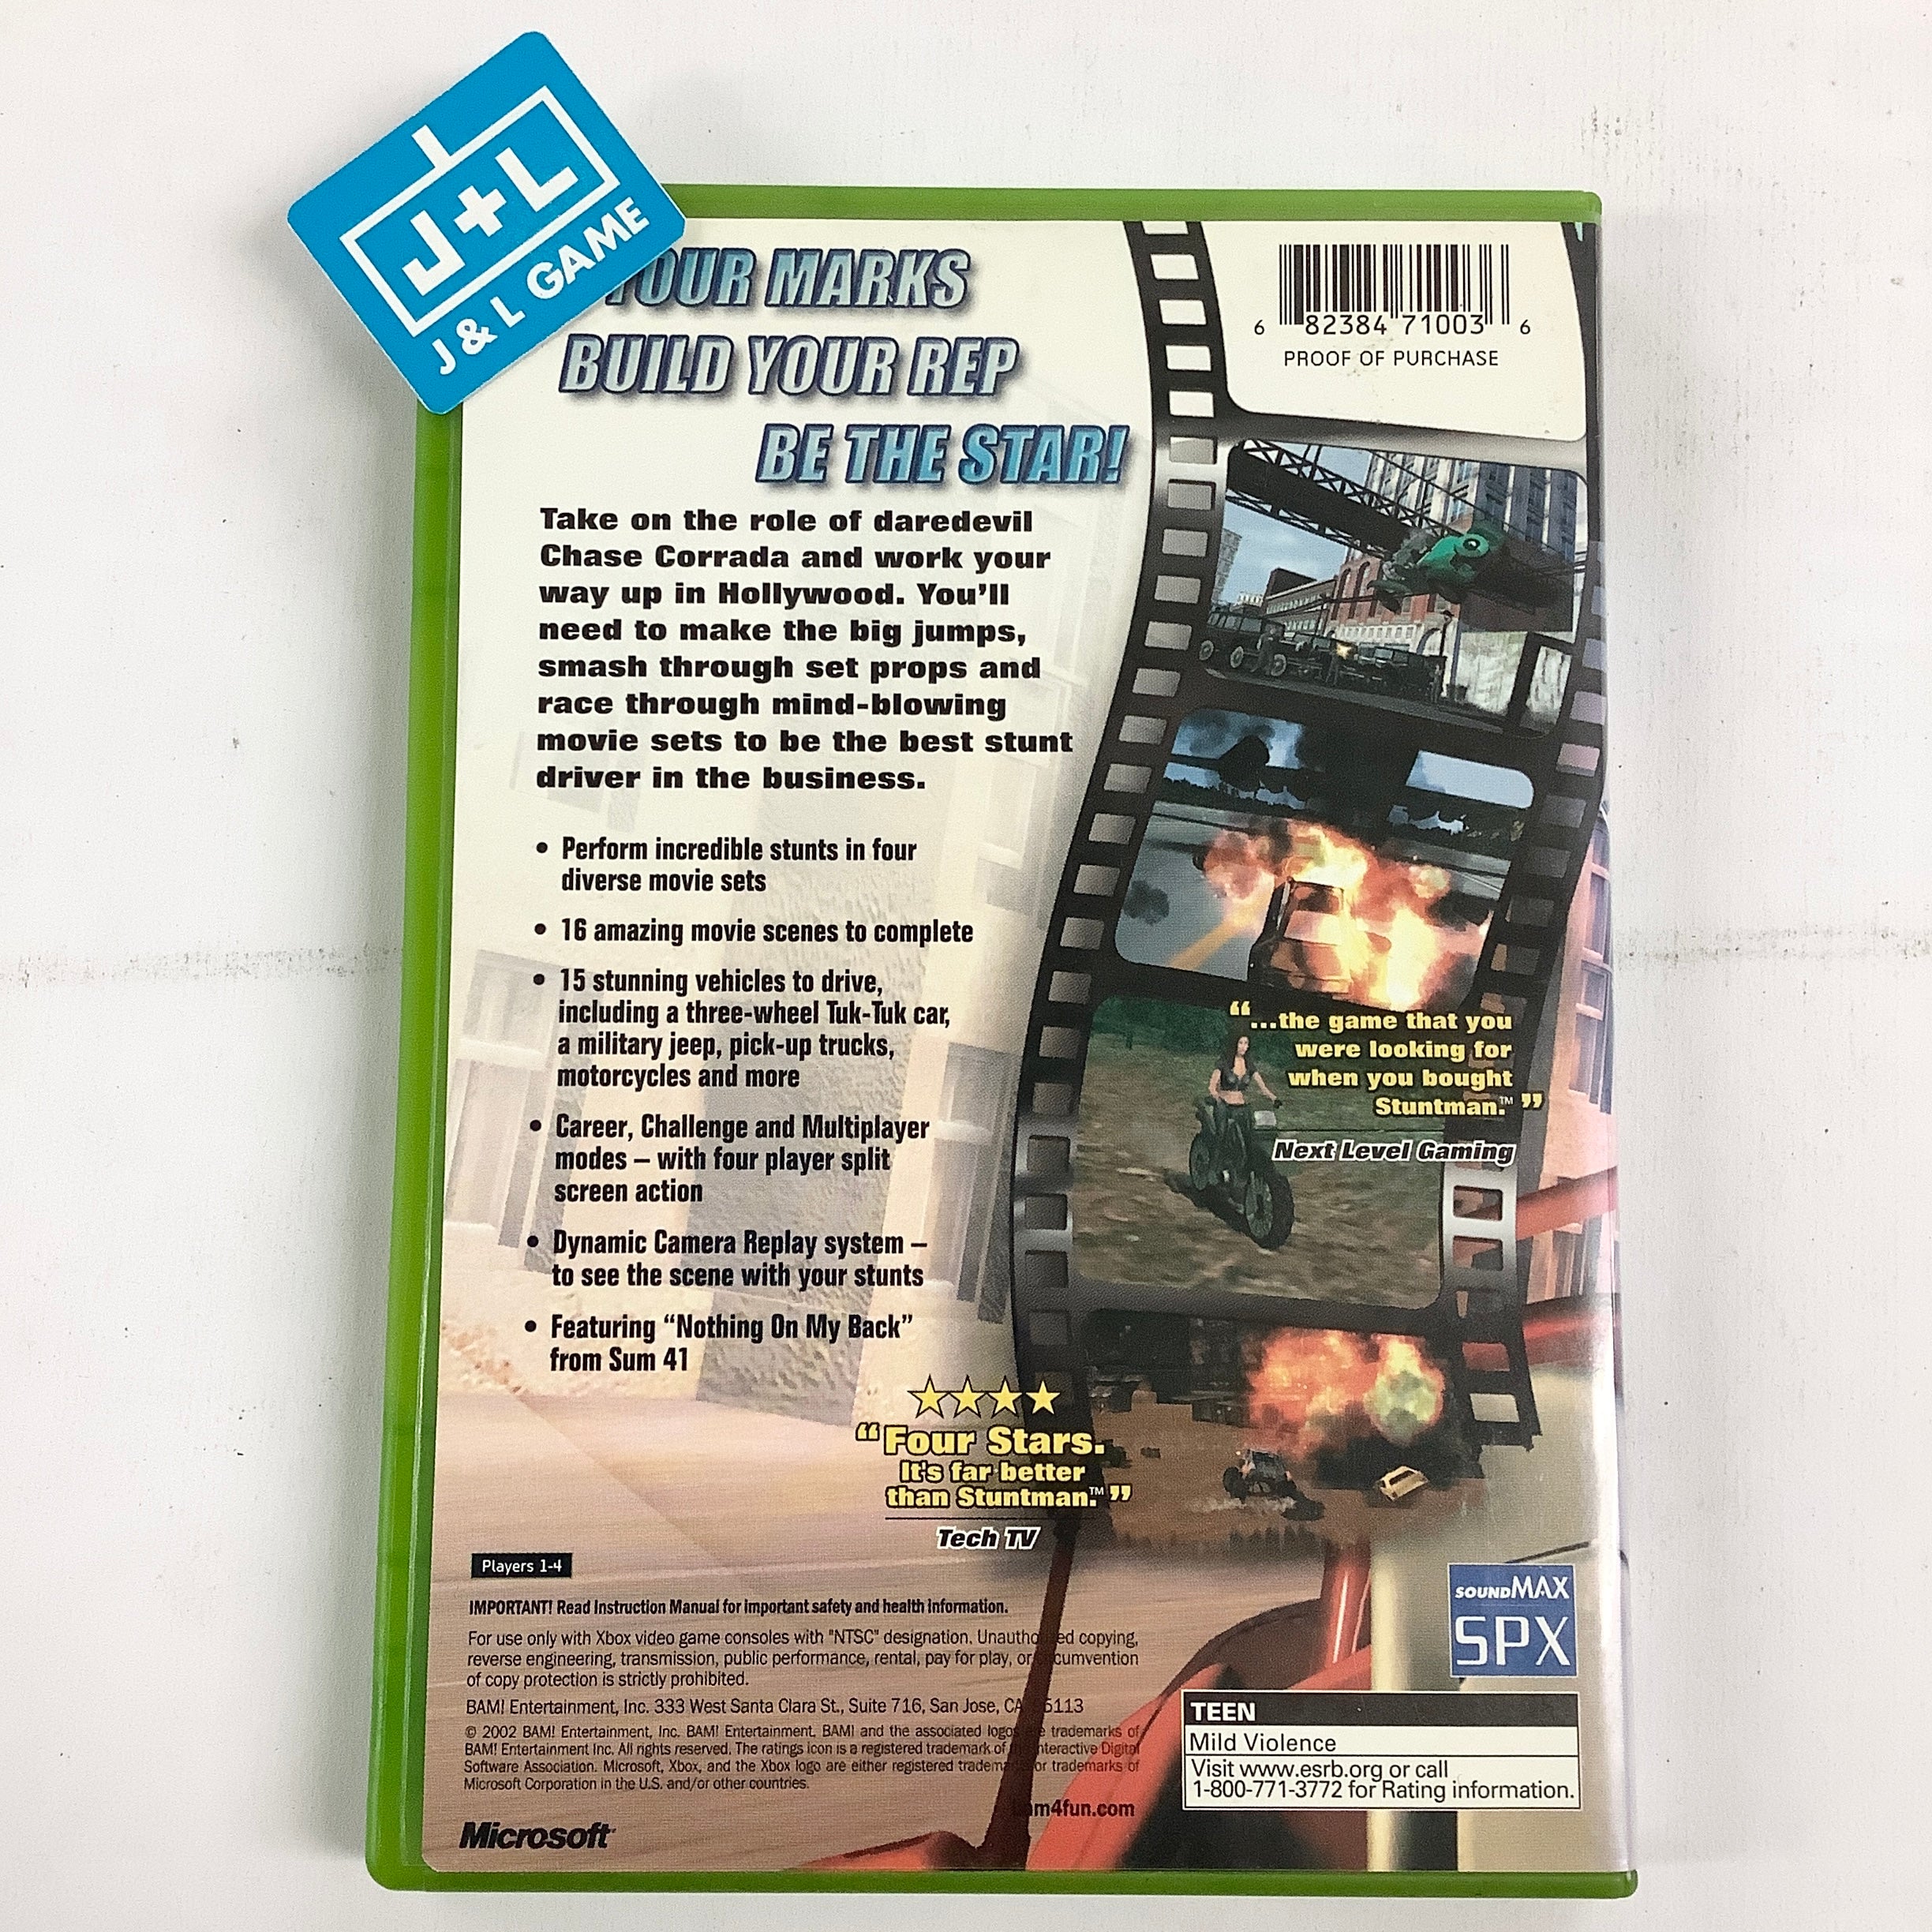 J+L
J & L GAME
YOUR MARKS
BUILD YOUR REP
BE THE STAR!
6 82384 71003 6
PROOF OF PURCHASE
Take on the role of daredevil
Chase Corrada and work your
way up in Hollywood. You'll
need to make the big jumps,
smash through set props and
race through mind-blowing
movie sets to be the best stunt
driver in the business.
• Perform incredible stunts in four
diverse movie sets
• 16 amazing movie scenes to complete
• 15 stunning vehicles to drive,
including a three-wheel Tuk-Tuk car,
a military jeep, pick-up trucks,
motorcycles and more
• Career, Challenge and Multiplayer
modes – with four player split
screen action
• Dynamic Camera Replay system –
to see the scene with your stunts
• Featuring “Nothing On My Back”
from Sum 41
“...the game that you
were looking for
when you bought
Stuntman.™”
Next Level Gaming
“Four Stars.
It's far better
than Stuntman.™”
Tech TV
Players 1-4
IMPORTANT! Read Instruction Manual for important safety and health information.
For use only with Xbox video game consoles with "NTSC" designation. Unauthorized copying,
reverse engineering, transmission, public performance, rental, pay for play, or circumvention
of copy protection is strictly prohibited.
BAM! Entertainment, Inc. 333 West Santa Clara St., Suite 716, San Jose, CA 95113
© 2002 BAM! Entertainment, Inc. BAM! Entertainment, BAM! and the associated logos are trademarks of
BAM! Entertainment Inc. All rights reserved. The ratings icon is a registered trademark of the Interactive Digital
Software Association. Microsoft, Xbox, and the Xbox logo are either registered trademarks or trademarks of
Microsoft Corporation in the U.S. and/or other countries.
bam4fun.com
Microsoft
SOUNDMAX
SPX
TEEN
Mild Violence
Visit www.esrb.org or call
1-800-771-3772 for Rating information.